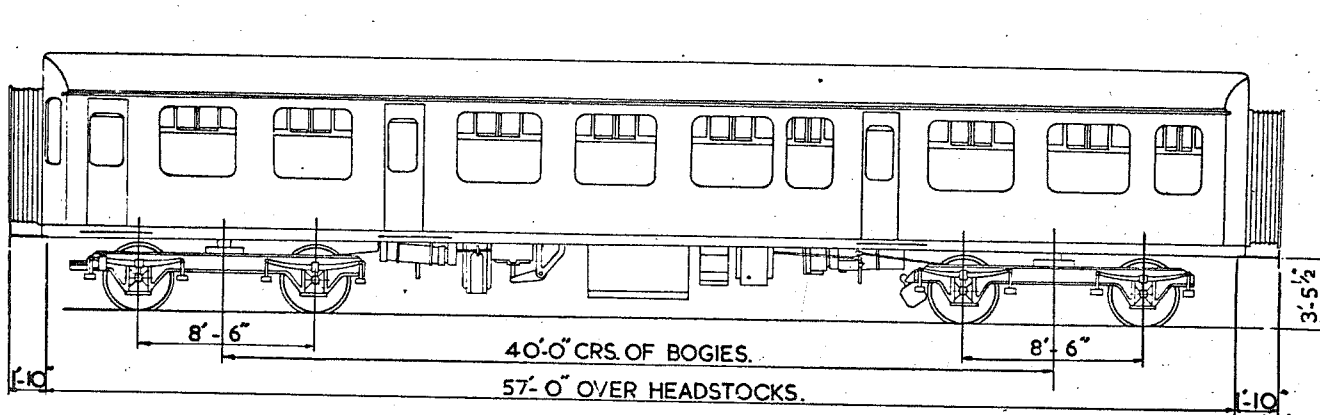 3'-5½"
8'-6"
8'-6"
40'-0" CRS. OF BOGIES.
1'-10"
57'-0" OVER HEADSTOCKS.
1'-10"